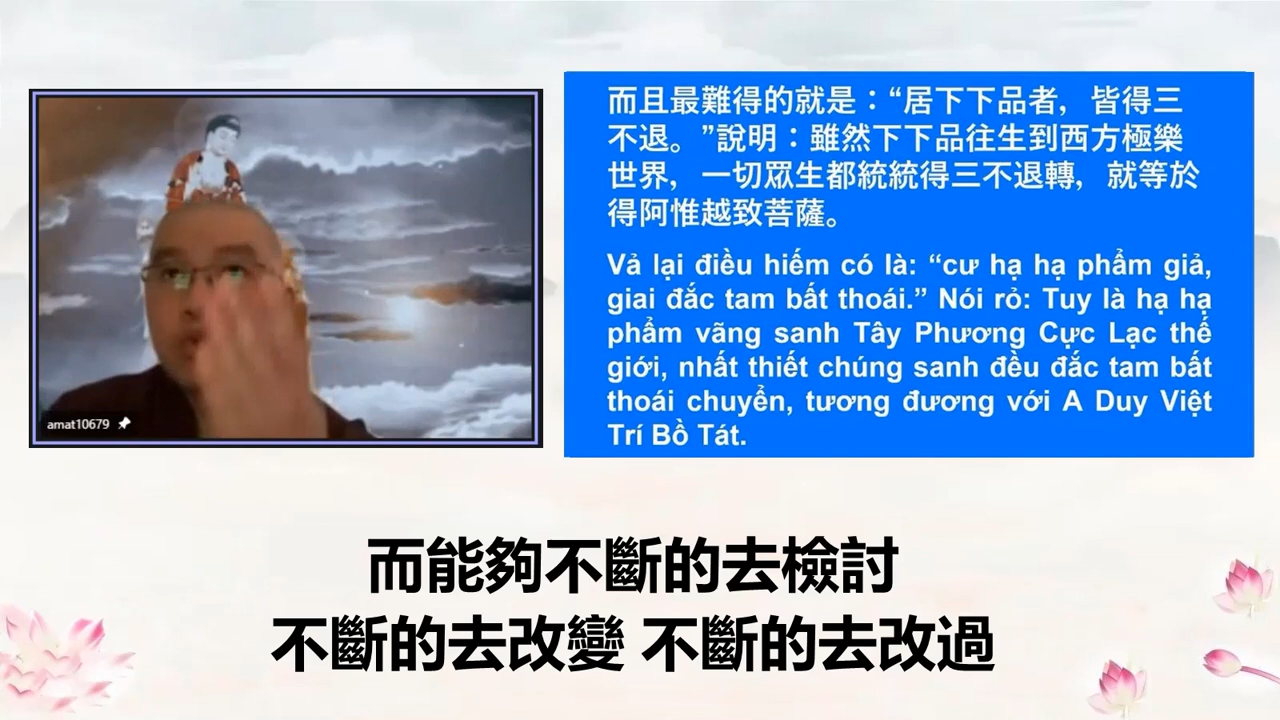 而且最難得的就是：“居下下品者，皆得三
不退。”說明：雖然下下品往生到西方極樂
世界，一切眾生都統統得三不退轉，就等於
得阿惟越致菩薩。
Vả lại điều hiếm có là: “cư hạ hạ phẩm giả,
giai đắc tam bất thoái.” Nói rỏ: Tuy là hạ hạ
phẩm vãng sanh Tây Phương Cực Lạc thế
giới, nhất thiết chúng sanh đều đắc tam bất
thoái chuyển, tương đương với A Duy Việt
Trí Bồ Tát.
amat10679
而能夠不斷的去檢討
不斷的去改變 不斷的去改過